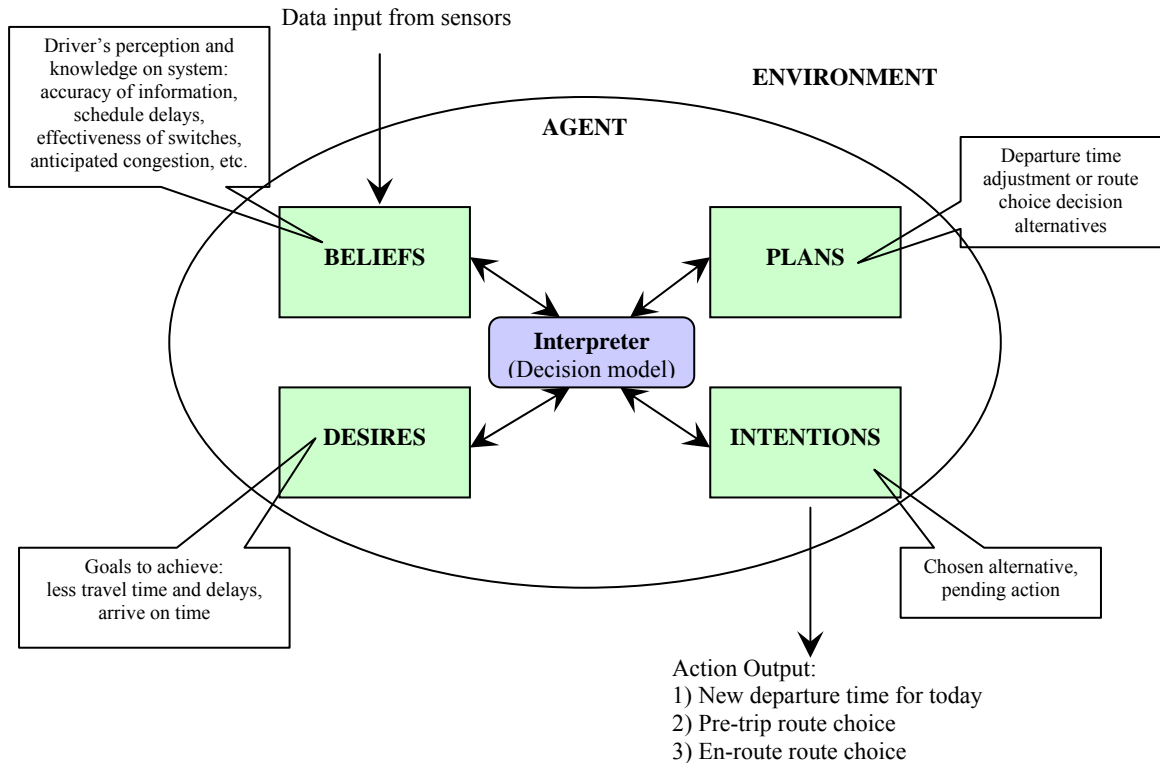 Data input from sensors
Driver’s perception and
knowledge on system:
accuracy of information,
schedule delays,
effectiveness of switches,
anticipated congestion, etc.
ENVIRONMENT
AGENT
Departure time
adjustment or route
choice decision
alternatives
BELIEFS
PLANS
Interpreter
(Decision model)
DESIRES
INTENTIONS
Goals to achieve:
less travel time and delays,
arrive on time
Chosen alternative,
pending action
Action Output:
1) New departure time for today
2) Pre-trip route choice
3) En-route route choice